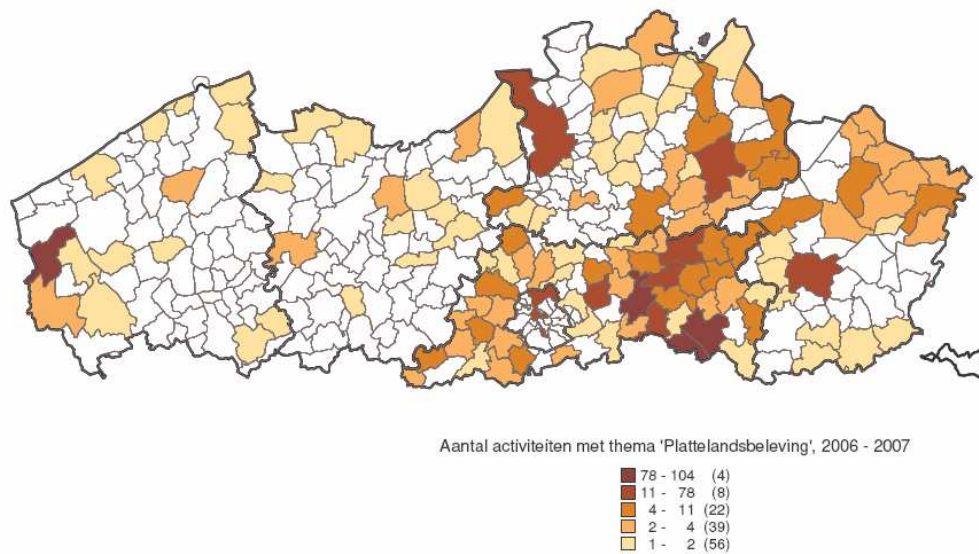 Aantal activiteiten met thema 'Plattelandsbeleving', 2006 - 2007
78 - 104 (4)
11 - 78 (8)
4 - 11 (22)
2 - 4 (39)
1 - 2 (56)